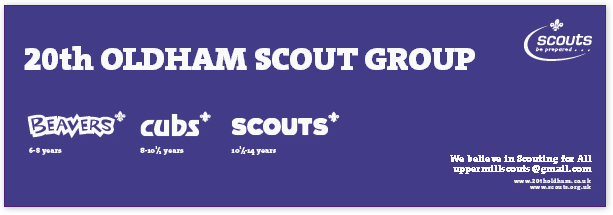 scouts
be prepared . . .
20th OLDHAM SCOUT GROUP
BEAVERS
6-8 years
cubs
8-10½ years
SCOUTS
10½-14 years
We believe in Scouting for All
uppermillscouts@gmail.com
www.20tholdham.co.uk
www.scouts.org.uk